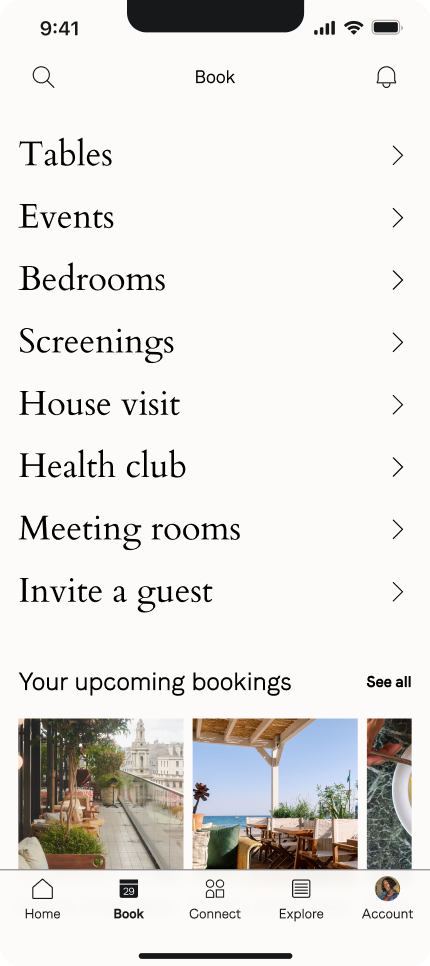 9:41
Book
Tables
Events
Bedrooms
Screenings
House visit
Health club
Meeting rooms
Invite a guest
Your upcoming bookings
See all
29
Home
Book
Connect
Explore
Account